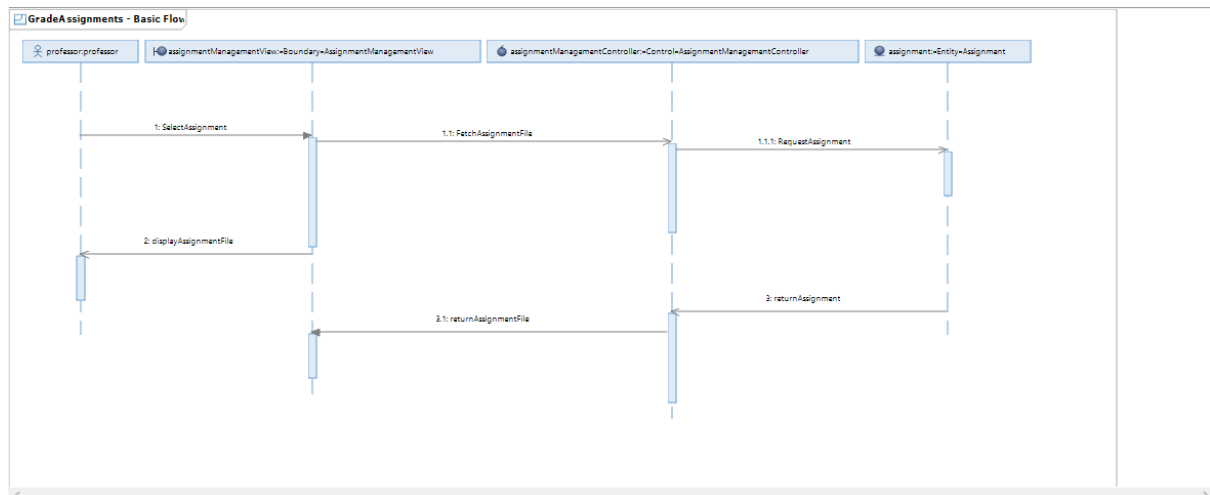 GradeAssignments - Basic Flow
professor:professor
assignmentManagementView:«Boundary»AssignmentManagementView
assignmentManagementController:«Control»AssignmentManagementController
assignment:«Entity»Assignment
1: SelectAssignment
1.1: FetchAssignmentFile
1.1.1: RequestAssignment
2: displayAssignmentFile
3: returnAssignment
3.1: returnAssignmentFile